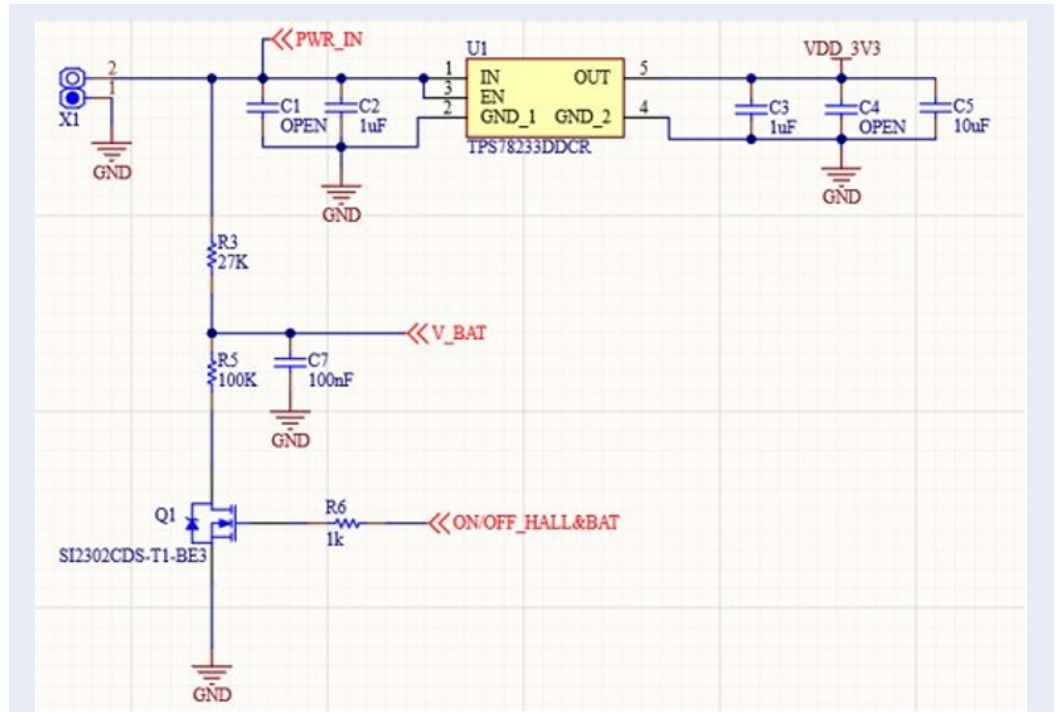 PWR_IN
U1
VDD_3V3
2
1
X1
1
3
2
IN
EN
GND_1
OUT
GND_2
5
4
TPS78233DDCR
C1
OPEN
C2
1uF
C3
1uF
C4
OPEN
C5
10uF
GND
GND
GND
R3
27K
V_BAT
R5
100K
C7
100nF
GND
Q1
SI2302CDS-T1-BE3
R6
1k
ON/OFF_HALL&BAT
GND